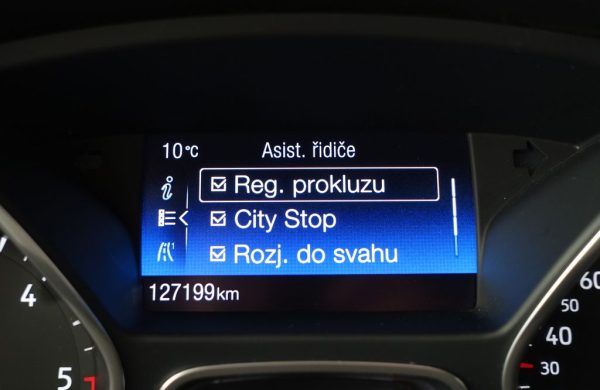 10°C Asist. řidiče
Reg. prokluzu
City Stop
Rozj. do svahu
127199km
4
5
60
50
40
30